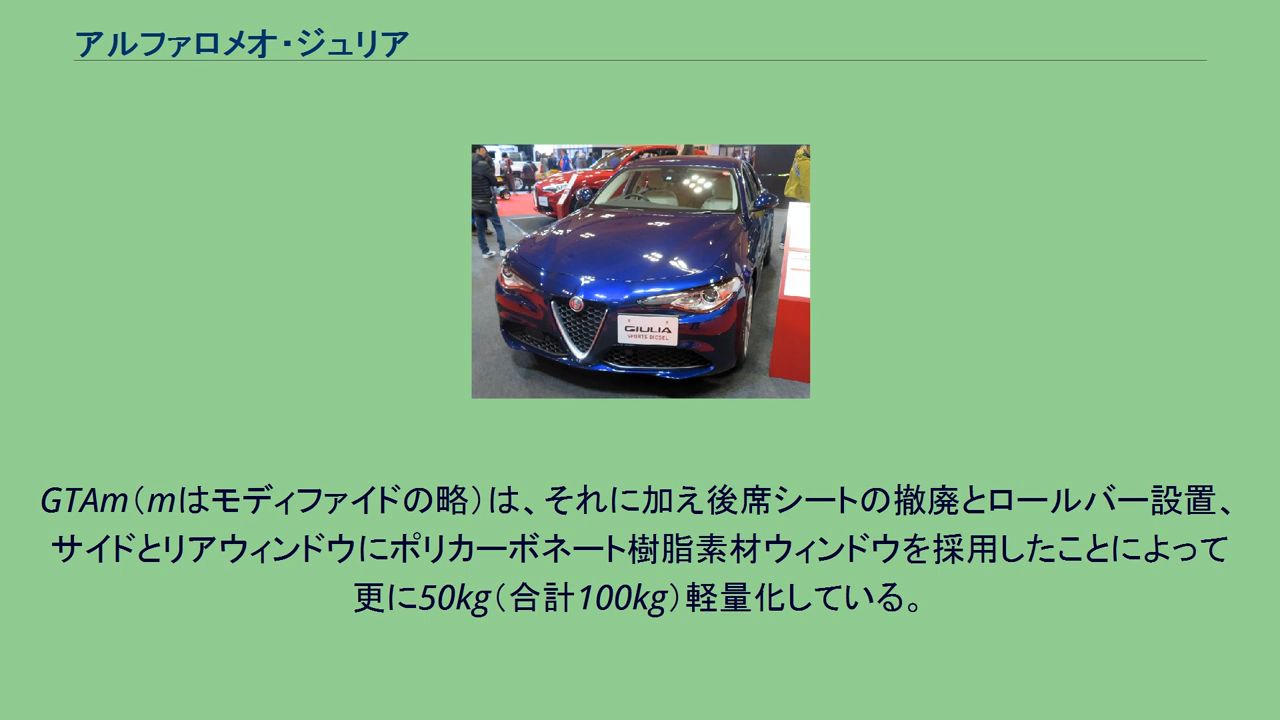 アルファロメオ・ジュリア
GIULIA
SPORTS DIESEL
GTAm（mはモディファイドの略）は、それに加え後席シートの撤廃とロールバー設置、
サイドとリアウィンドウにポリカーボネート樹脂素材ウィンドウを採用したことによって
更に50kg（合計100kg）軽量化している。